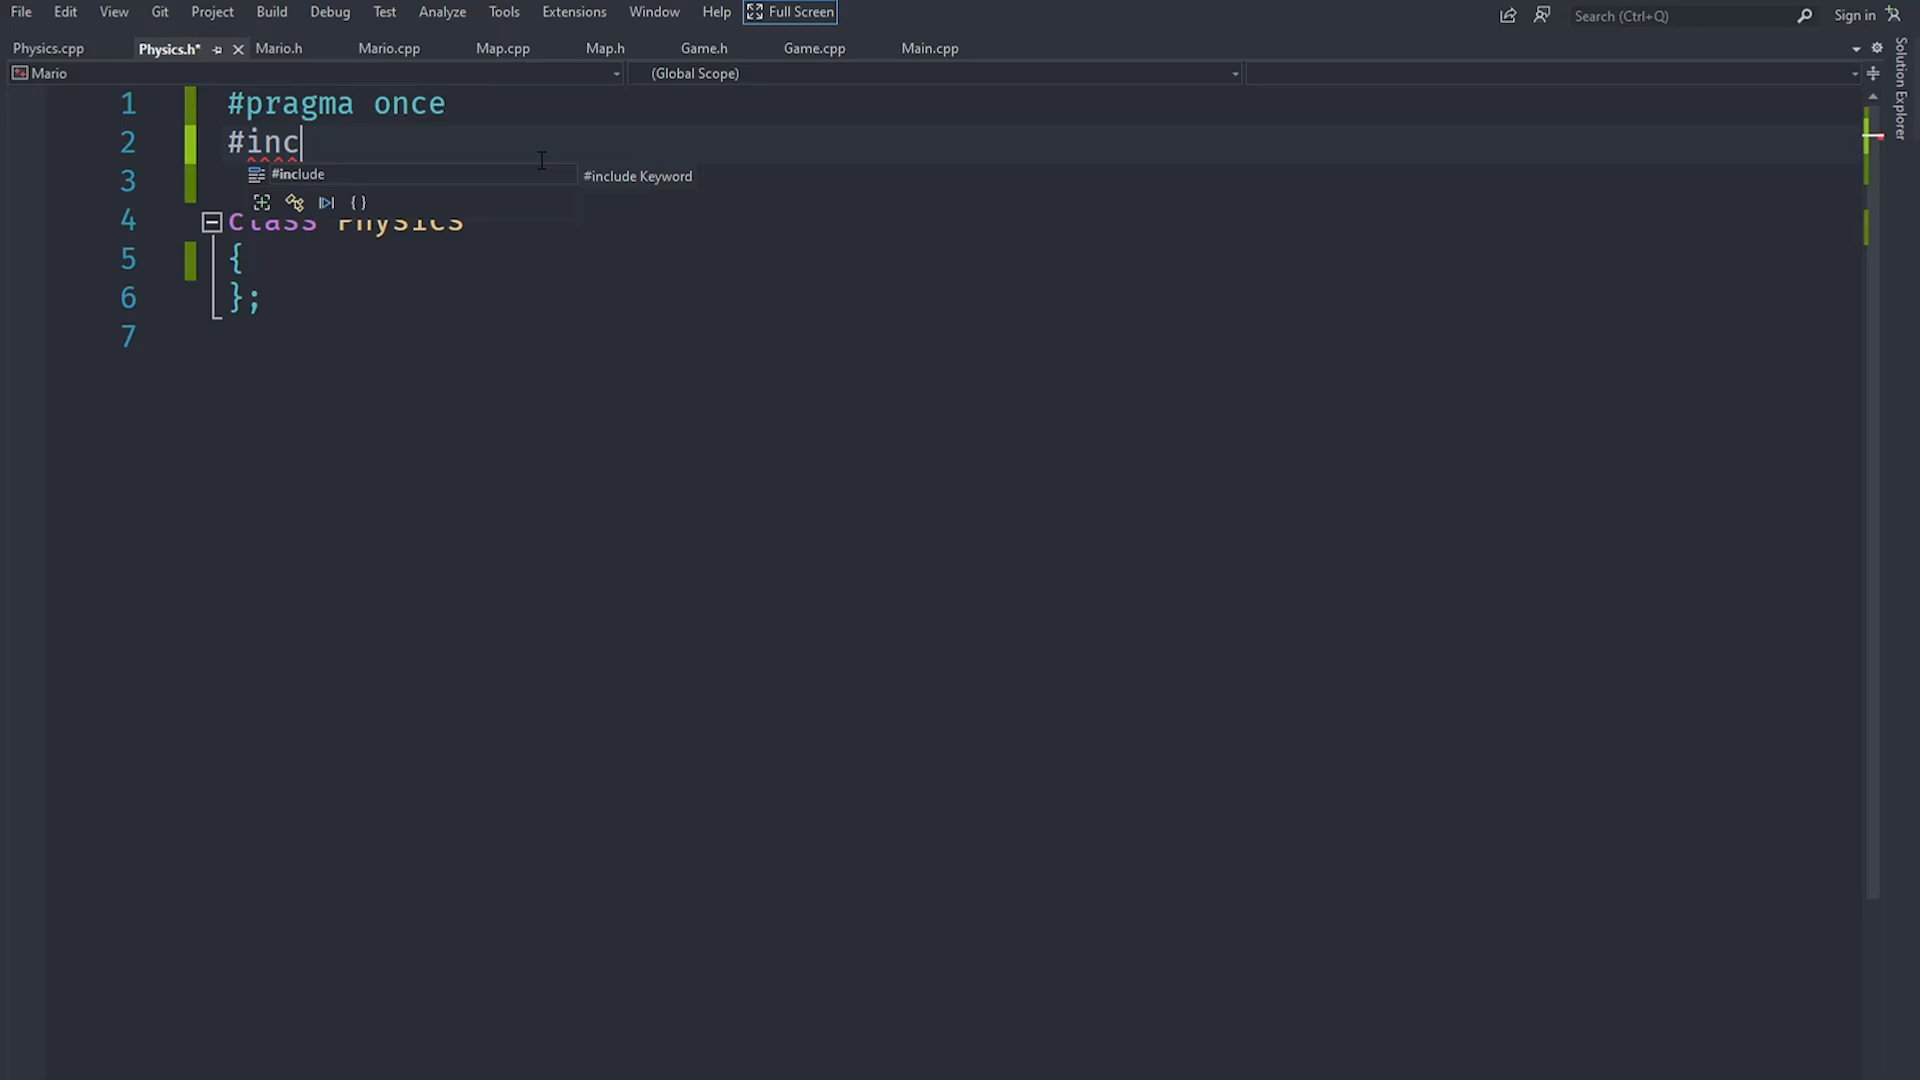 File Edit View Git Project Build Debug Test Analyze Tools Extensions Window Help Full Screen Search (Ctrl+Q) Sign in
Physics.cpp Physics.h* Mario.h Mario.cpp Map.cpp Map.h Game.h Game.cpp Main.cpp
Mario (Global Scope)
Solution Explorer
1 #pragma once
2 #inc
#include #include Keyword
3
4 class Physics
5 {
6 };
7